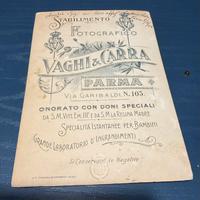 Stabilimento
Fotografico
Vaghi & Carra
PARMA
Via Garibaldi, N. 165.
ONORATO CON DONI SPECIALI
DA S.M. VITT. EM. III° E DA S.M. LA REGINA MADRE
Specialità Istantanee per Bambini
Grande Laboratorio d'Ingrandimenti
Si Conservano le Negative